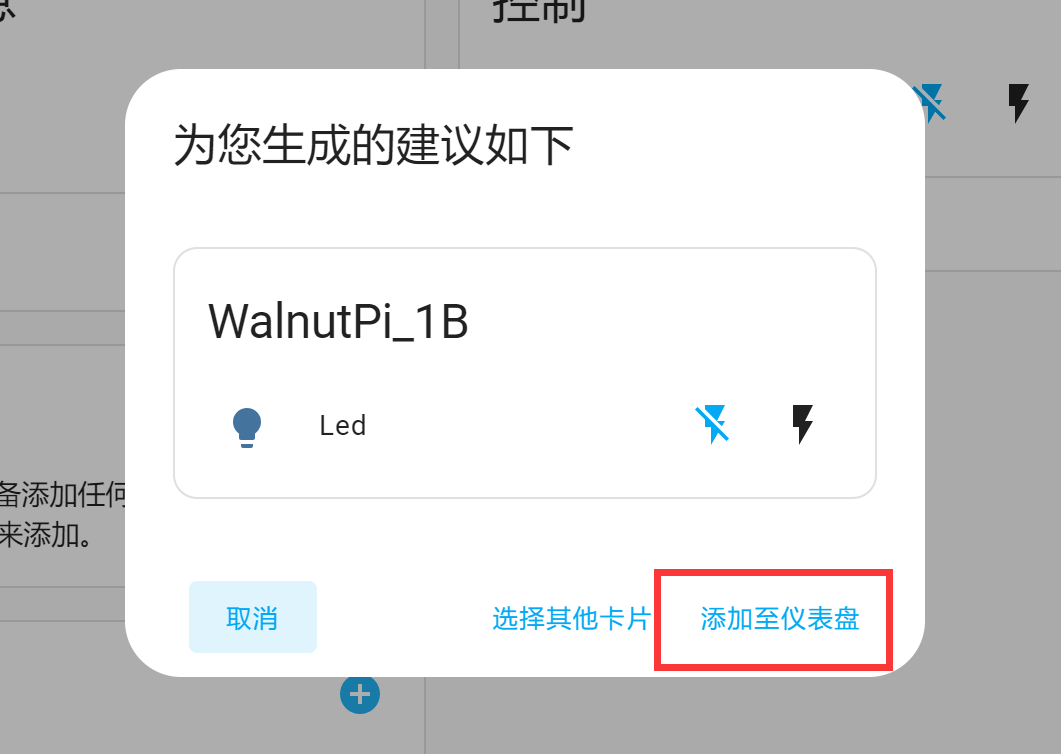 控制
为您生成的建议如下
WalnutPi_1B
Led
备添加任何
来添加。
取消
选择其他卡片
添加至仪表盘